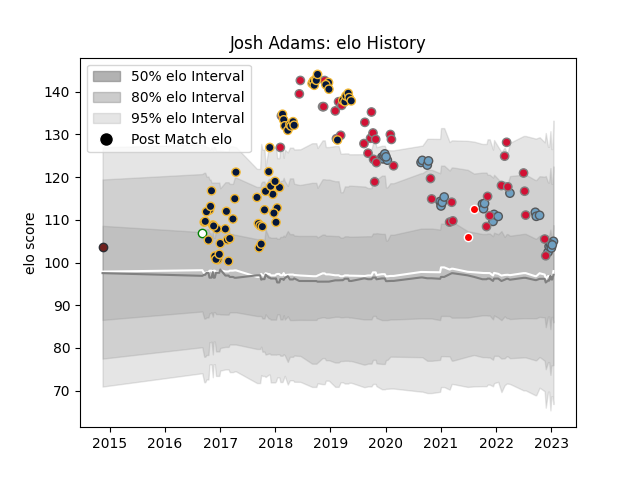 Josh Adams: elo History
50% elo Interval
80% elo Interval
95% elo Interval
Post Match elo
elo score
140
130
120
110
100
90
80
70
2015 2016 2017 2018 2019 2020 2021 2022 2023